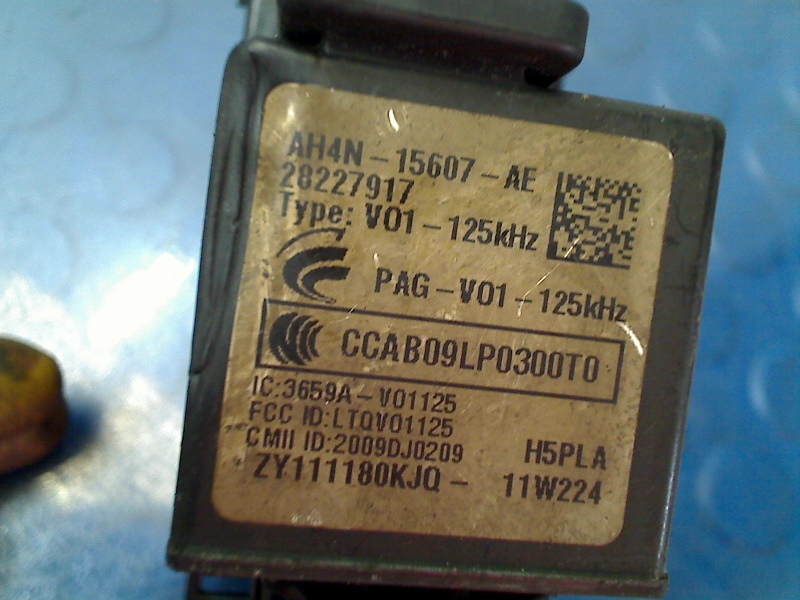 AH4N-15607-AE
28227917
Type: V01-125kHz
PAG-V01-125kHz
CCAB09LP0300T0
IC:3659A-V01125
FCC ID:LTQV01125
CMII ID:2009DJ0209
H5PLA
ZY111180KJQ- 11W224